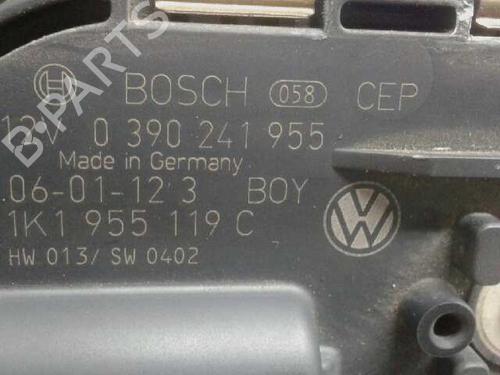 BOSCH 058 CEP
12V 0 390 241 955
Made in Germany
06-01-12 3 BOY
1K1 955 119 C
HW 013/ SW 0402
B-PARTS